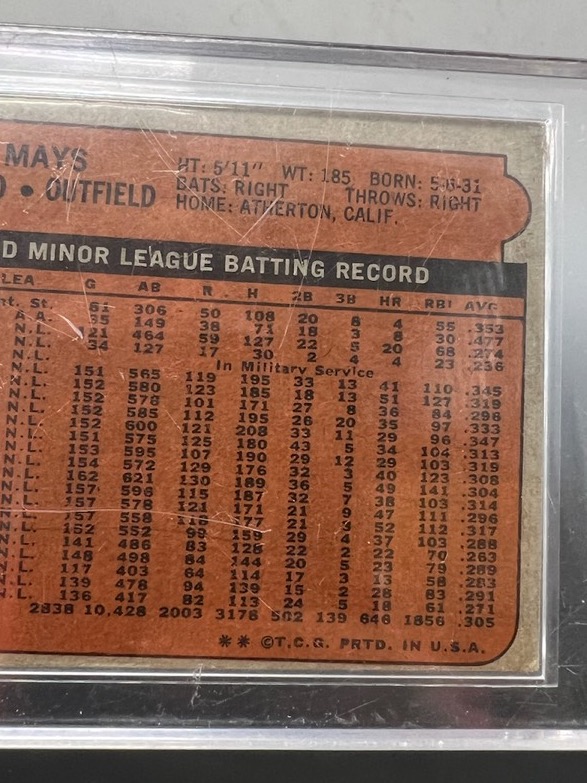 MAYS
OUTFIELD
HT: 5'11" WT: 185 BORN: 5-6-31
BATS: RIGHT THROWS: RIGHT
HOME: ATHERTON, CALIF.
D MINOR LEAGUE BATTING RECORD
LEA G AB R H 2B 3B HR RBI AVG
nt. St. 81 306 50 108 20 8 4 55 .353
A.A. 35 149 38 71 18 3 8 30 .477
N.L. 121 464 59 127 22 5 20 68 .274
N.L. 34 127 17 30 2 4 4 23 .236
In Military Service
N.L. 151 565 119 195 33 13 41 110 .345
N.L. 152 580 123 185 18 13 51 127 .319
N.L. 152 578 101 171 27 8 36 84 .296
N.L. 152 585 112 195 26 20 35 97 .333
N.L. 152 600 121 208 33 11 29 96 .347
N.L. 151 575 125 180 43 5 34 104 .313
N.L. 153 595 107 190 29 12 29 103 .319
N.L. 154 572 129 176 32 3 40 123 .308
N.L. 162 621 130 189 36 5 49 141 .304
N.L. 157 596 115 187 32 7 38 103 .314
N.L. 157 578 121 171 21 9 47 111 .296
N.L. 157 558 118 177 21 3 52 112 .317
N.L. 152 552 99 159 29 4 37 103 .288
N.L. 141 486 83 128 22 2 22 70 .263
N.L. 148 498 84 144 20 5 23 79 .289
N.L. 117 403 64 114 17 3 13 58 .283
N.L. 139 478 94 139 15 2 28 83 .291
N.L. 136 417 82 113 24 5 18 61 .271
2838 10.428 2003 3178 502 139 646 1856 .305
** ©T.C.G. PRTD. IN U.S.A.